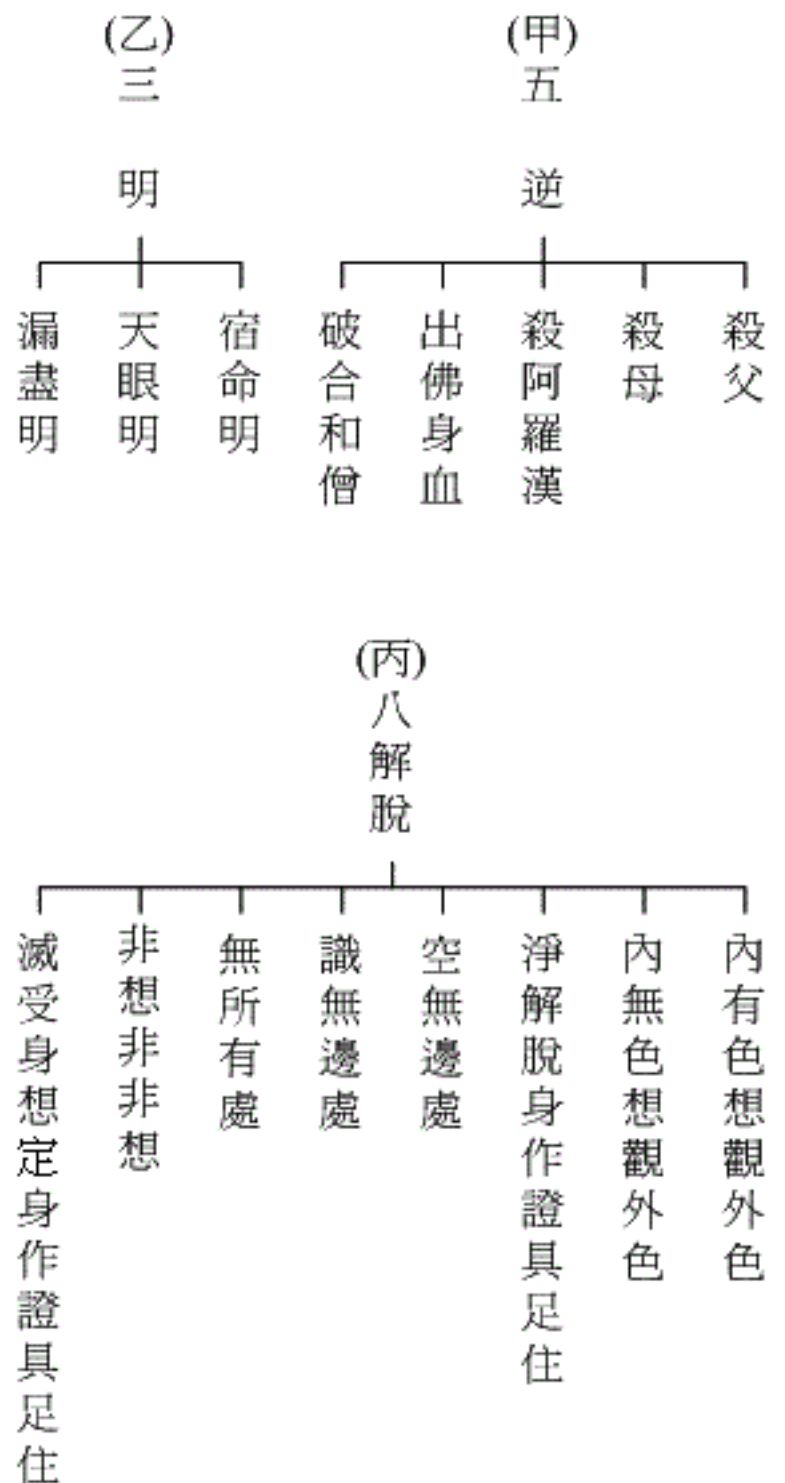 (甲)五逆
殺父
殺母
殺阿羅漢
出佛身血
破合和僧
(乙)三明
宿命明
天眼明
漏盡明
(丙)八解脫
內有色想觀外色
內無色想觀外色
淨解脫身作證具足住
空無邊處
識無邊處
無所有處
非想非非想
滅受身想定身作證具足住